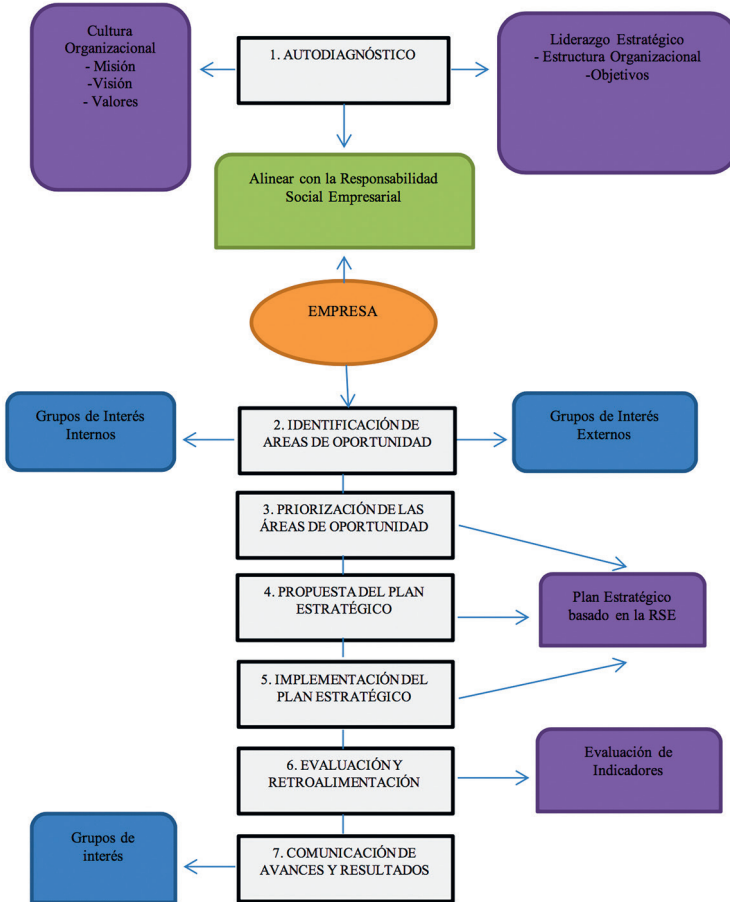 Cultura
Organizacional
- Misión
-Visión
- Valores
1. AUTODIAGNÓSTICO
Liderazgo Estratégico
- Estructura Organizacional
-Objetivos
Alinear con la Responsabilidad
Social Empresarial
EMPRESA
Grupos de Interés
Internos
2. IDENTIFICACIÓN DE
AREAS DE OPORTUNIDAD
Grupos de Interés
Externos
3. PRIORIZACIÓN DE LAS
ÁREAS DE OPORTUNIDAD
4. PROPUESTA DEL PLAN
ESTRATÉGICO
Plan Estratégico
basado en la RSE
5. IMPLEMENTACIÓN DEL
PLAN ESTRATÉGICO
6. EVALUACIÓN Y
RETROALIMENTACIÓN
Evaluación de
Indicadores
Grupos de
interés
7. COMUNICACIÓN DE
AVANCES Y RESULTADOS